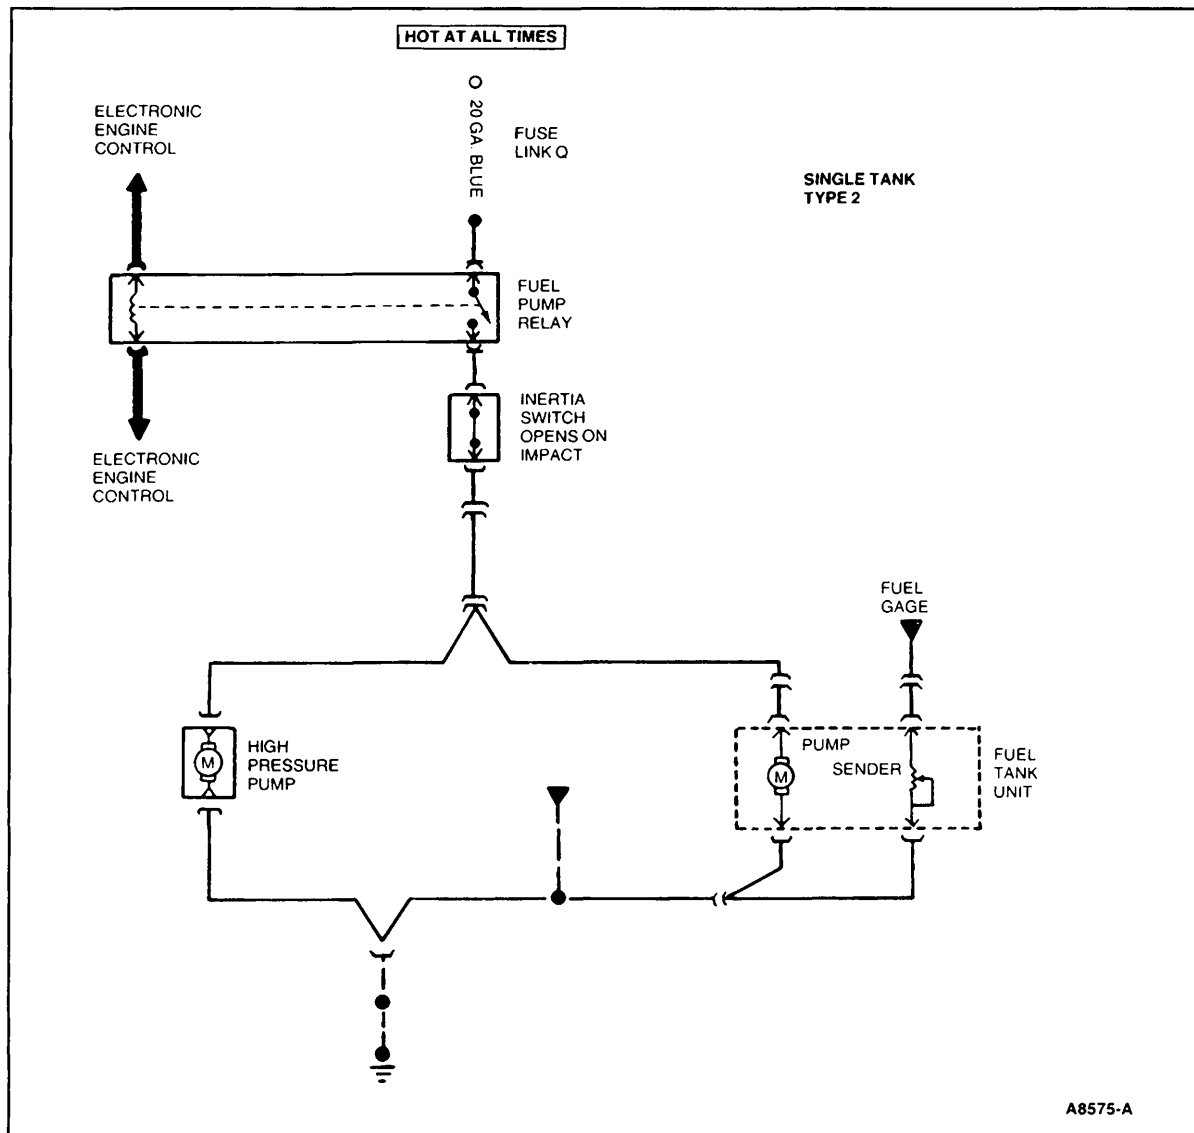 HOT AT ALL TIMES
ELECTRONIC
ENGINE
CONTROL
20 GA. BLUE
FUSE
LINK Q
SINGLE TANK
TYPE 2
FUEL
PUMP
RELAY
INERTIA
SWITCH
OPENS ON
IMPACT
ELECTRONIC
ENGINE
CONTROL
FUEL
GAGE
HIGH
PRESSURE
PUMP
M
PUMP
M
SENDER
FUEL
TANK
UNIT
A8575-A